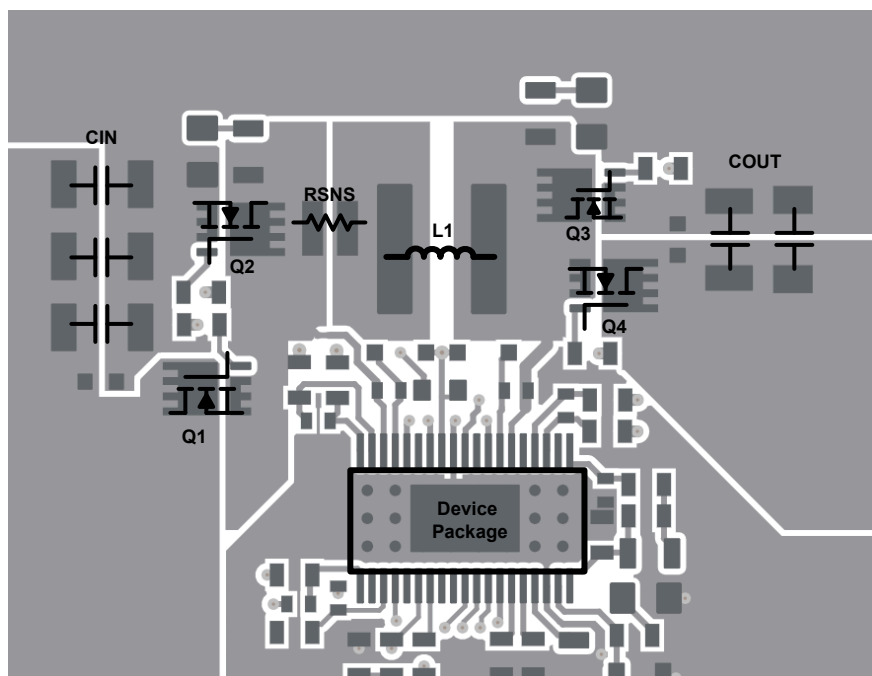 CIN
COUT
RSNS
L1
Q3
Q2
Q4
Q1
Device
Package